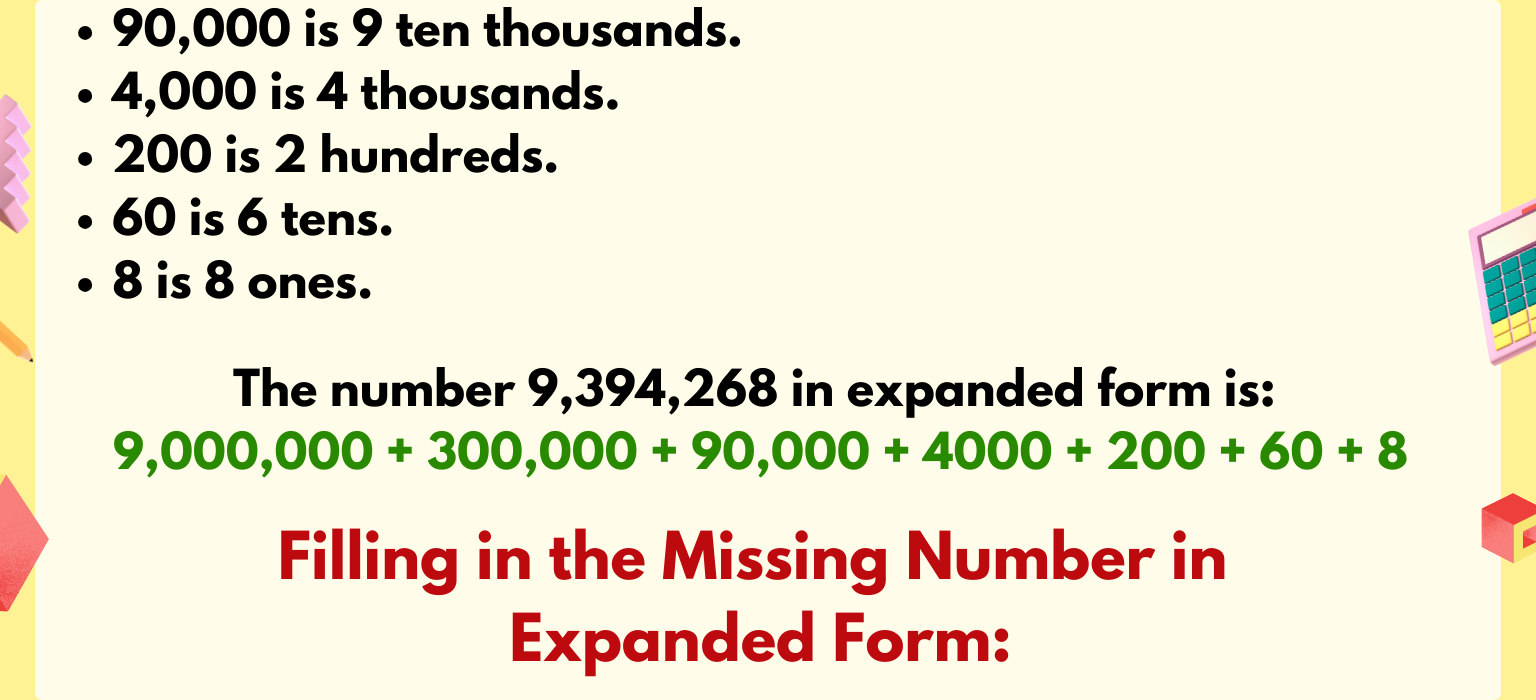 • 90,000 is 9 ten thousands.
• 4,000 is 4 thousands.
• 200 is 2 hundreds.
• 60 is 6 tens.
• 8 is 8 ones.
The number 9,394,268 in expanded form is:
9,000,000 + 300,000 + 90,000 + 4000 + 200 + 60 + 8
Filling in the Missing Number in
Expanded Form: